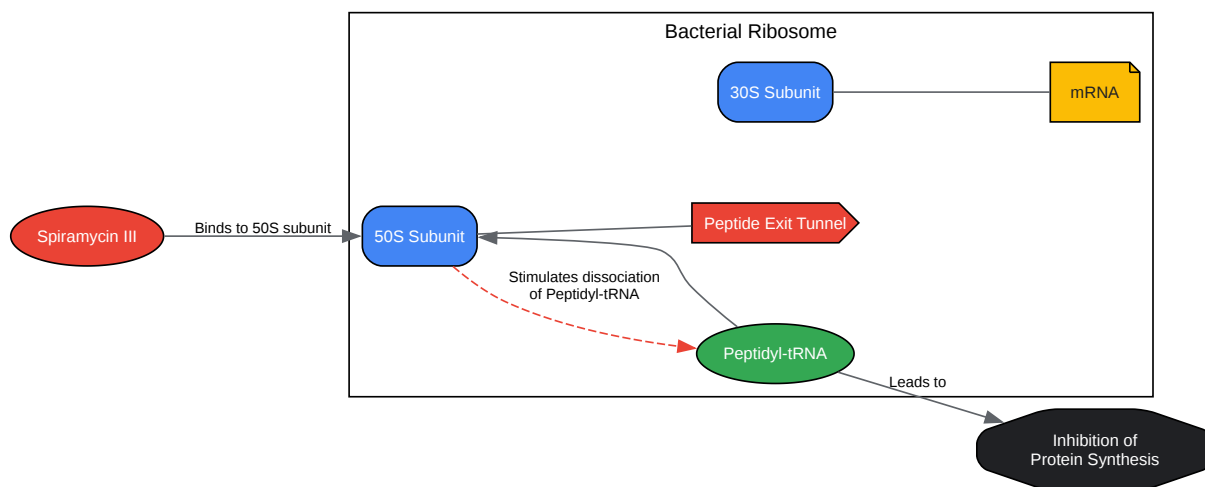 Bacterial Ribosome
30S Subunit
mRNA
Spiramycin III
Binds to 50S subunit
50S Subunit
Peptide Exit Tunnel
Stimulates dissociation
of Peptidyl-tRNA
Peptidyl-tRNA
Leads to
Inhibition of
Protein Synthesis